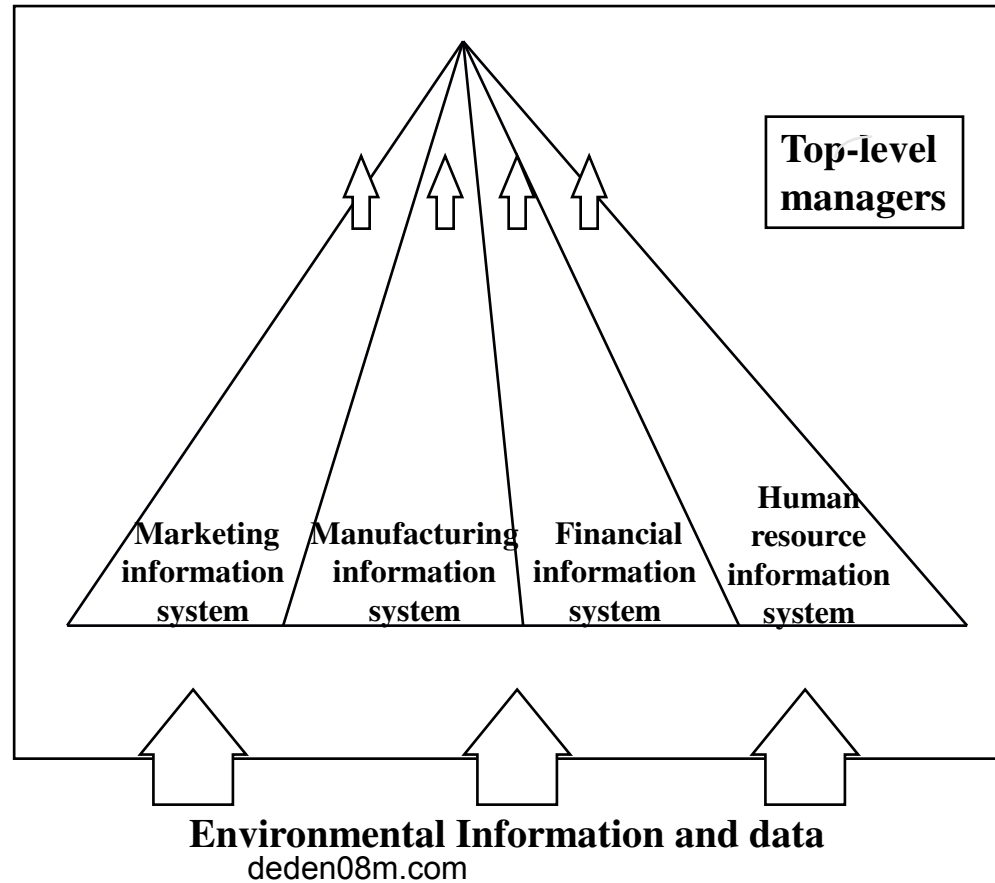 Top-level
managers
Marketing
information
system
Manufacturing
information
system
Financial
information
system
Human
resource
information
system
Environmental Information and data
deden08m.com